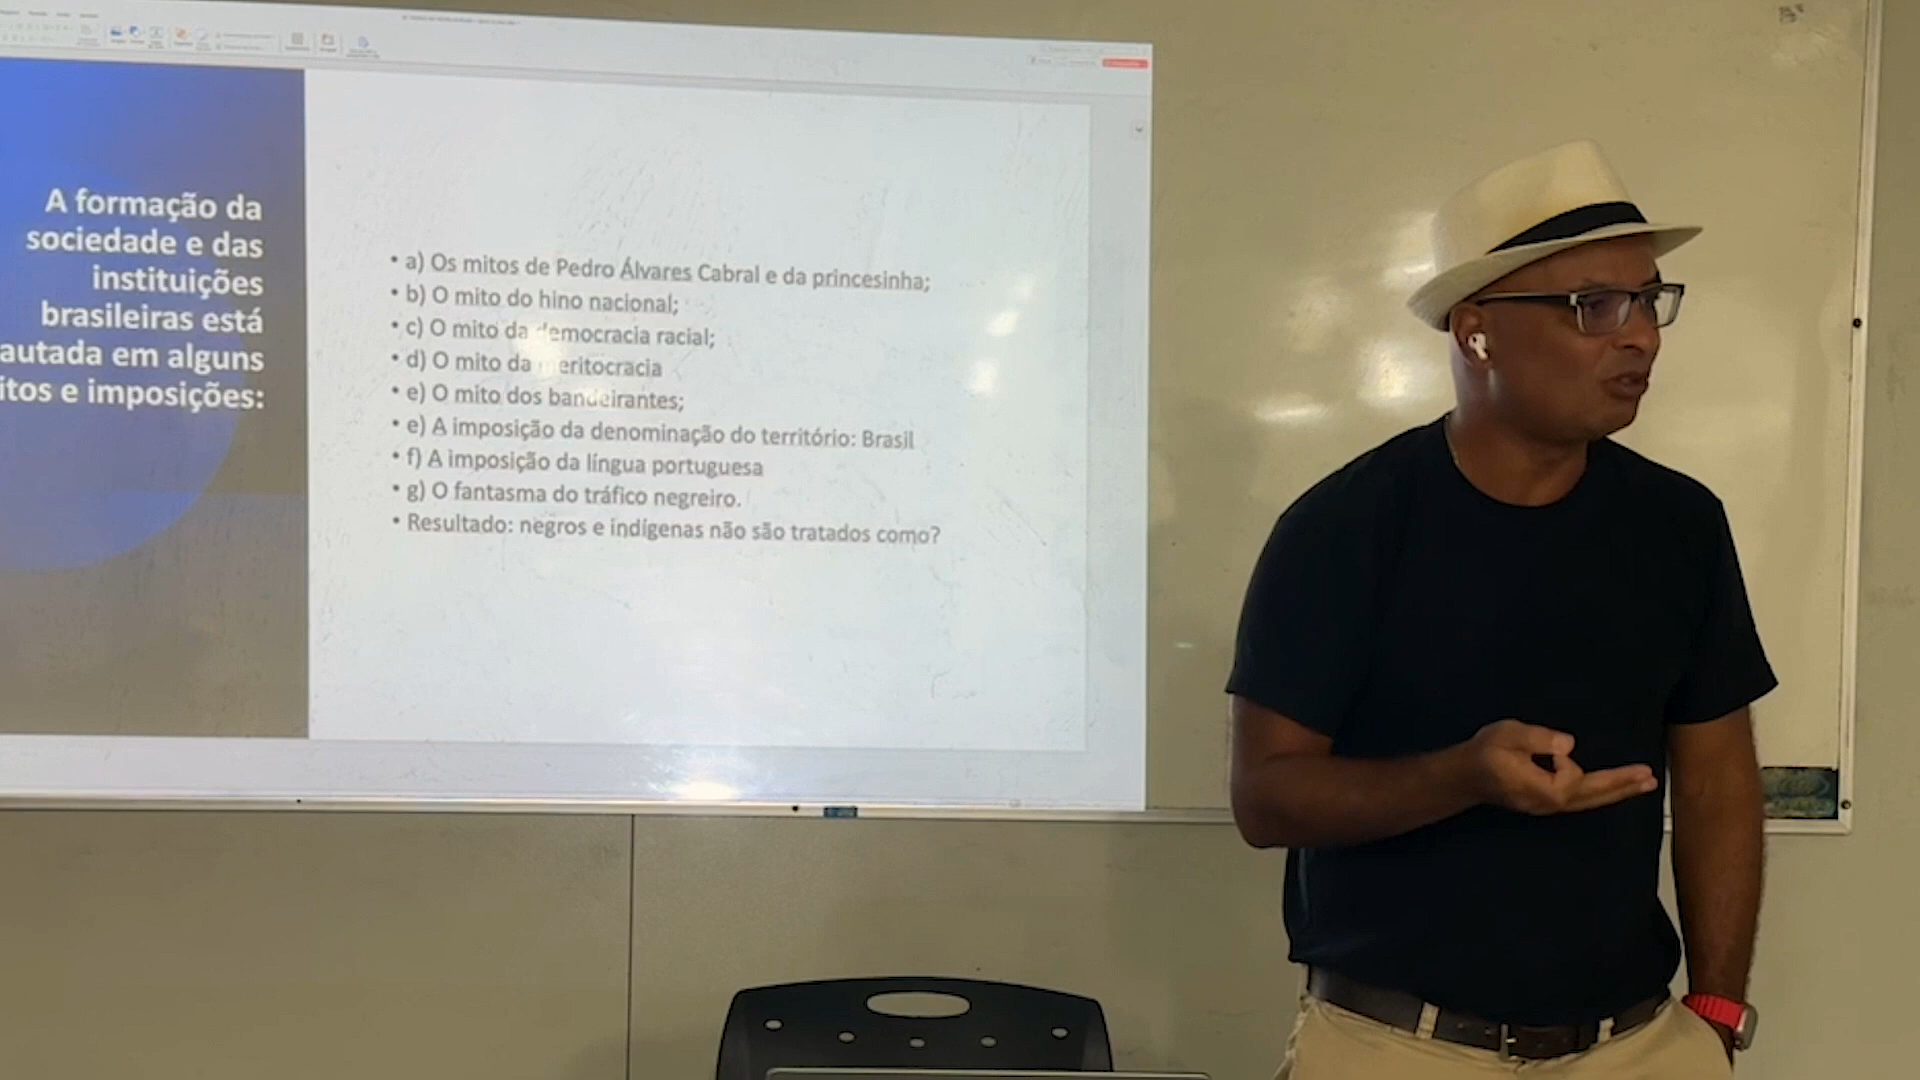 A formação da
sociedade e das
instituições
brasileiras está
autada em alguns
itos e imposições:
• a) Os mitos de Pedro Álvares Cabral e da princesinha;
• b) O mito do hino nacional;
• c) O mito da democracia racial;
• d) O mito da meritocracia
• e) O mito dos bandeirantes;
• e) A imposição da denominação do território: Brasil
• f) A imposição da língua portuguesa
• g) O fantasma do tráfico negreiro.
• Resultado: negros e indígenas não são tratados como?